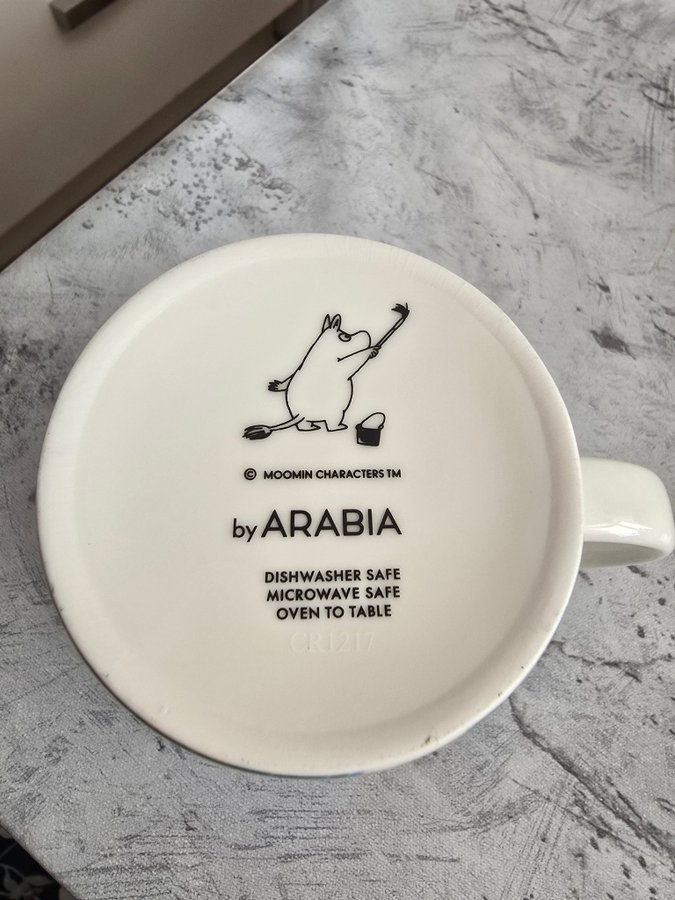 © MOOMIN CHARACTERS TM
by ARABIA
DISHWASHER SAFE
MICROWAVE SAFE
OVEN TO TABLE
CR1217